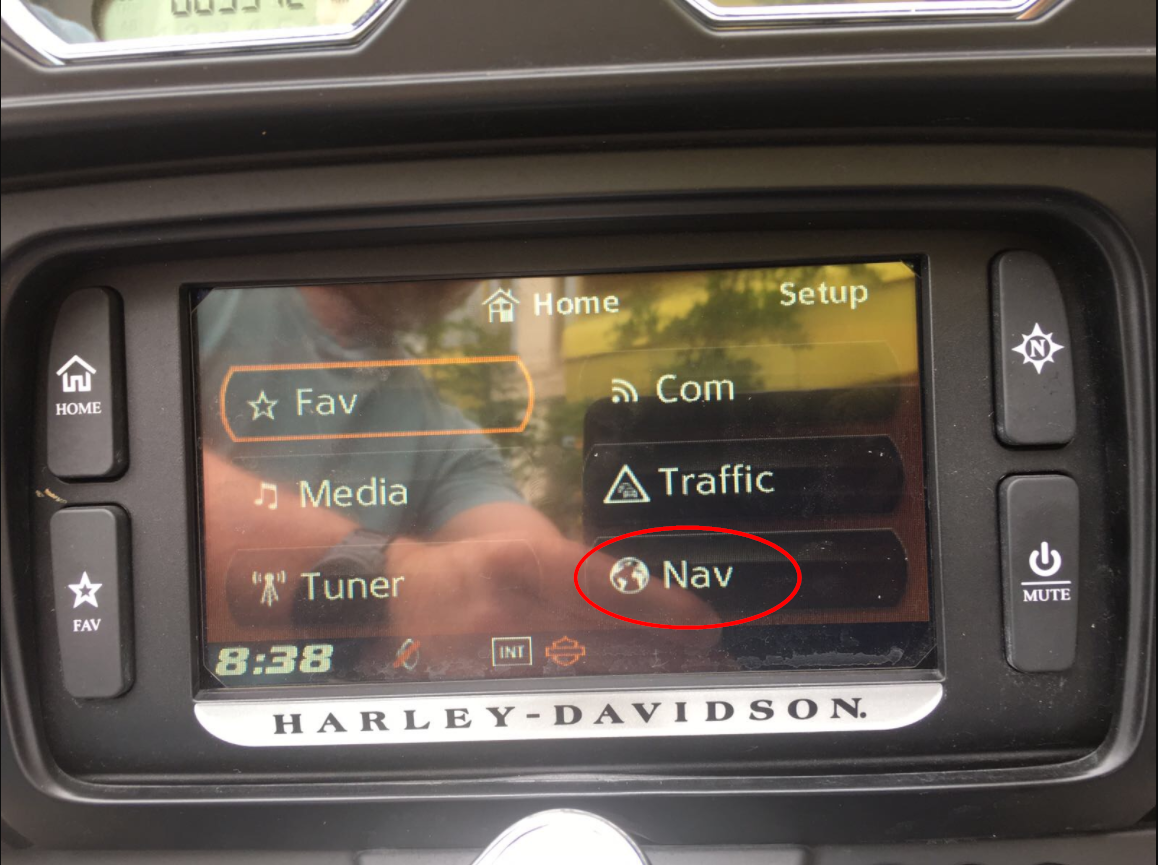 Home
Setup
Fav
Com
Media
Traffic
Tuner
Nav
8:38
INT
HOME
FAV
N
MUTE
HARLEY-DAVIDSON.